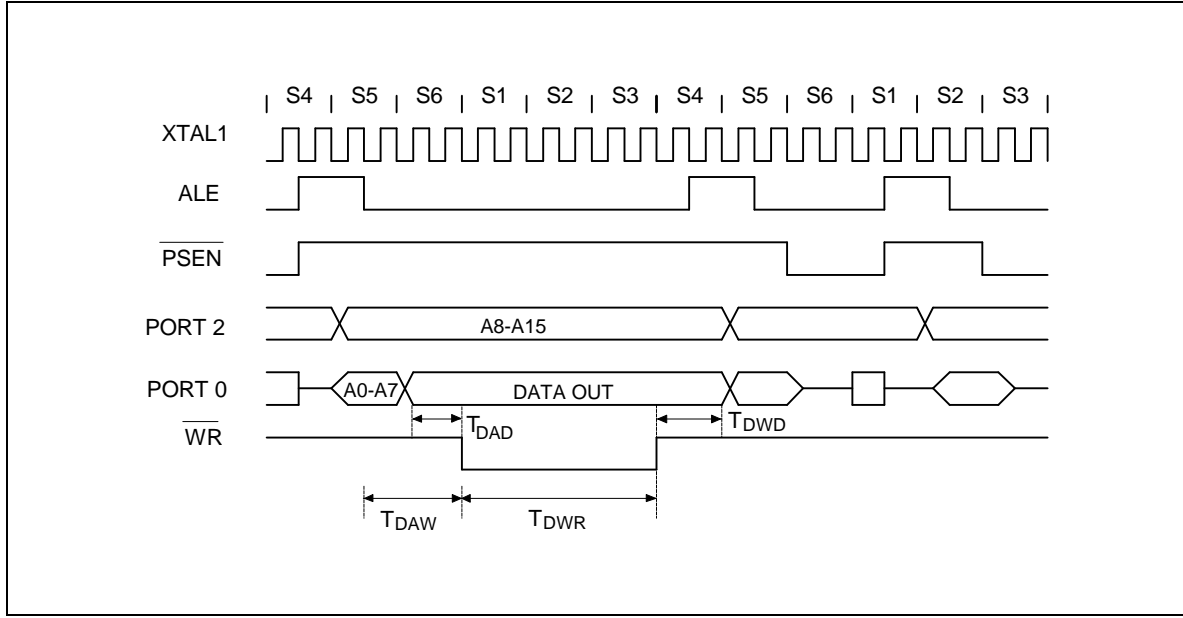 S4 S5 S6 S1 S2 S3 S4 S5 S6 S1 S2 S3
XTAL1
ALE
PSEN
PORT 2 A8-A15
PORT 0 A0-A7 DATA OUT
TDAD TDWD
WR
TDAW TDWR